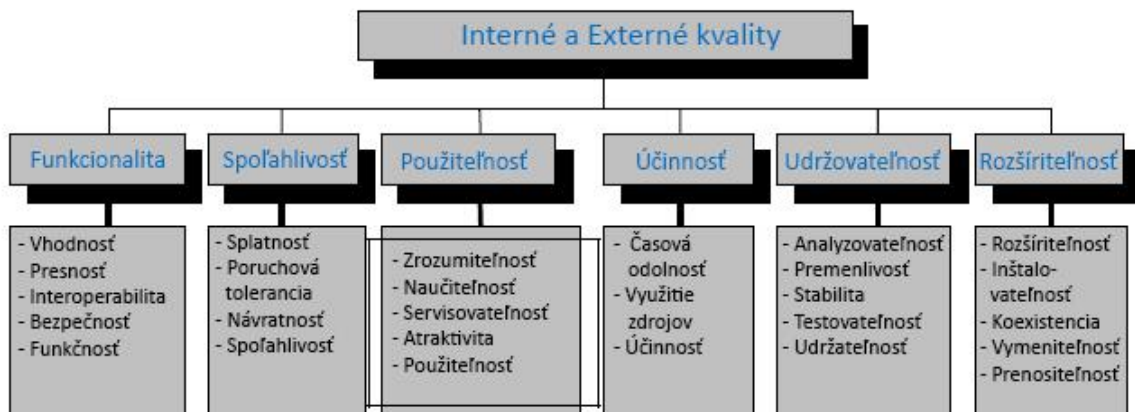 Interné a Externé kvality
Funkcionalita
Spoľahlivosť
Použiteľnosť
Účinnosť
Udržovateľnosť
Rozšíriteľnosť
- Vhodnosť
- Presnosť
- Interoperabilita
- Bezpečnosť
- Funkčnosť
- Splatnosť
- Poruchová
tolerancia
- Návratnosť
- Spoľahlivosť
- Zrozumiteľnosť
- Naučiteľnosť
- Servisovateľnosť
- Atraktivita
- Použiteľnosť
- Časová
odolnosť
- Využitie
zdrojov
- Účinnosť
- Analyzovateľnosť
- Premenlivosť
- Stabilita
- Testovateľnosť
- Udržateľnosť
- Rozšíriteľnosť
- Inštalo-
vateľnosť
- Koexistencia
- Vymeniteľnosť
- Prenositeľnosť